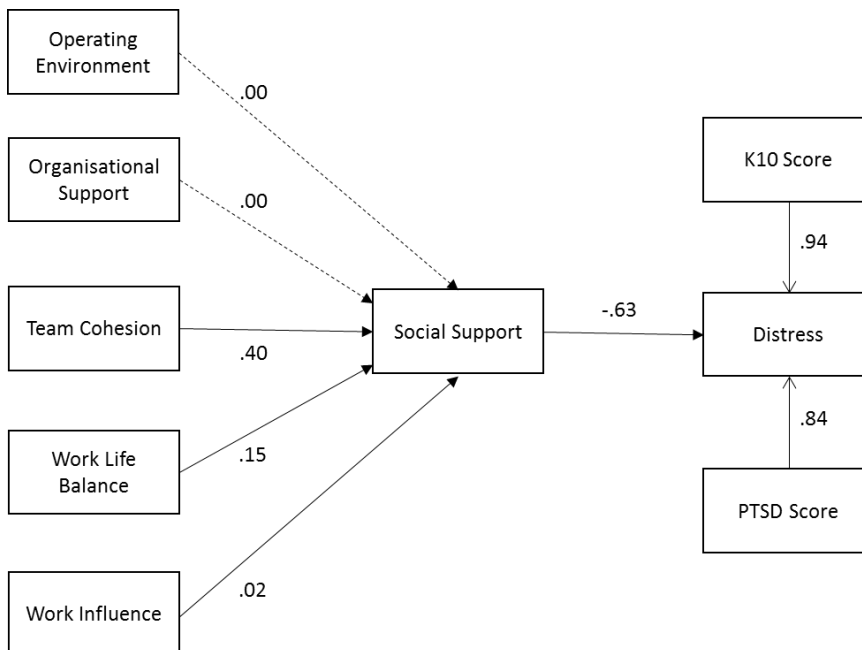 Operating
Environment
.00
Organisational
Support
.00
Team Cohesion
.40
Work Life
Balance
.15
Work Influence
.02
Social Support
-.63
K10 Score
.94
Distress
.84
PTSD Score